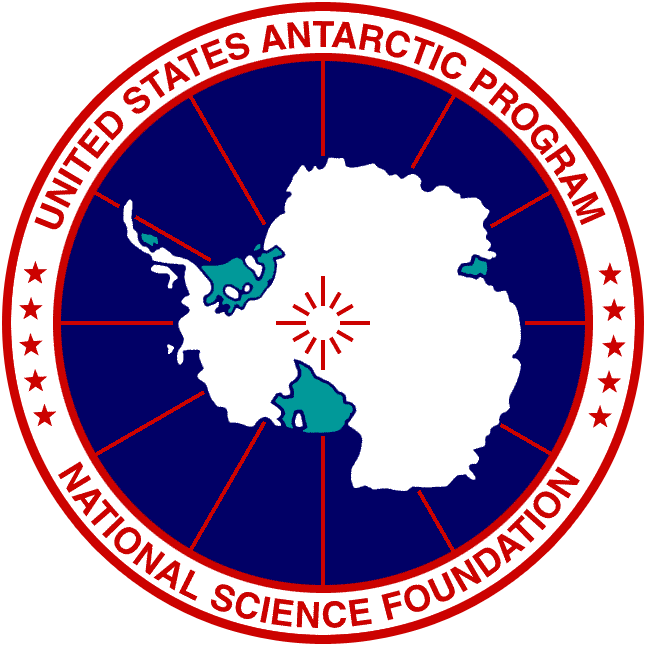 UNITED STATES ANTARCTIC PROGRAM
NATIONAL SCIENCE FOUNDATION